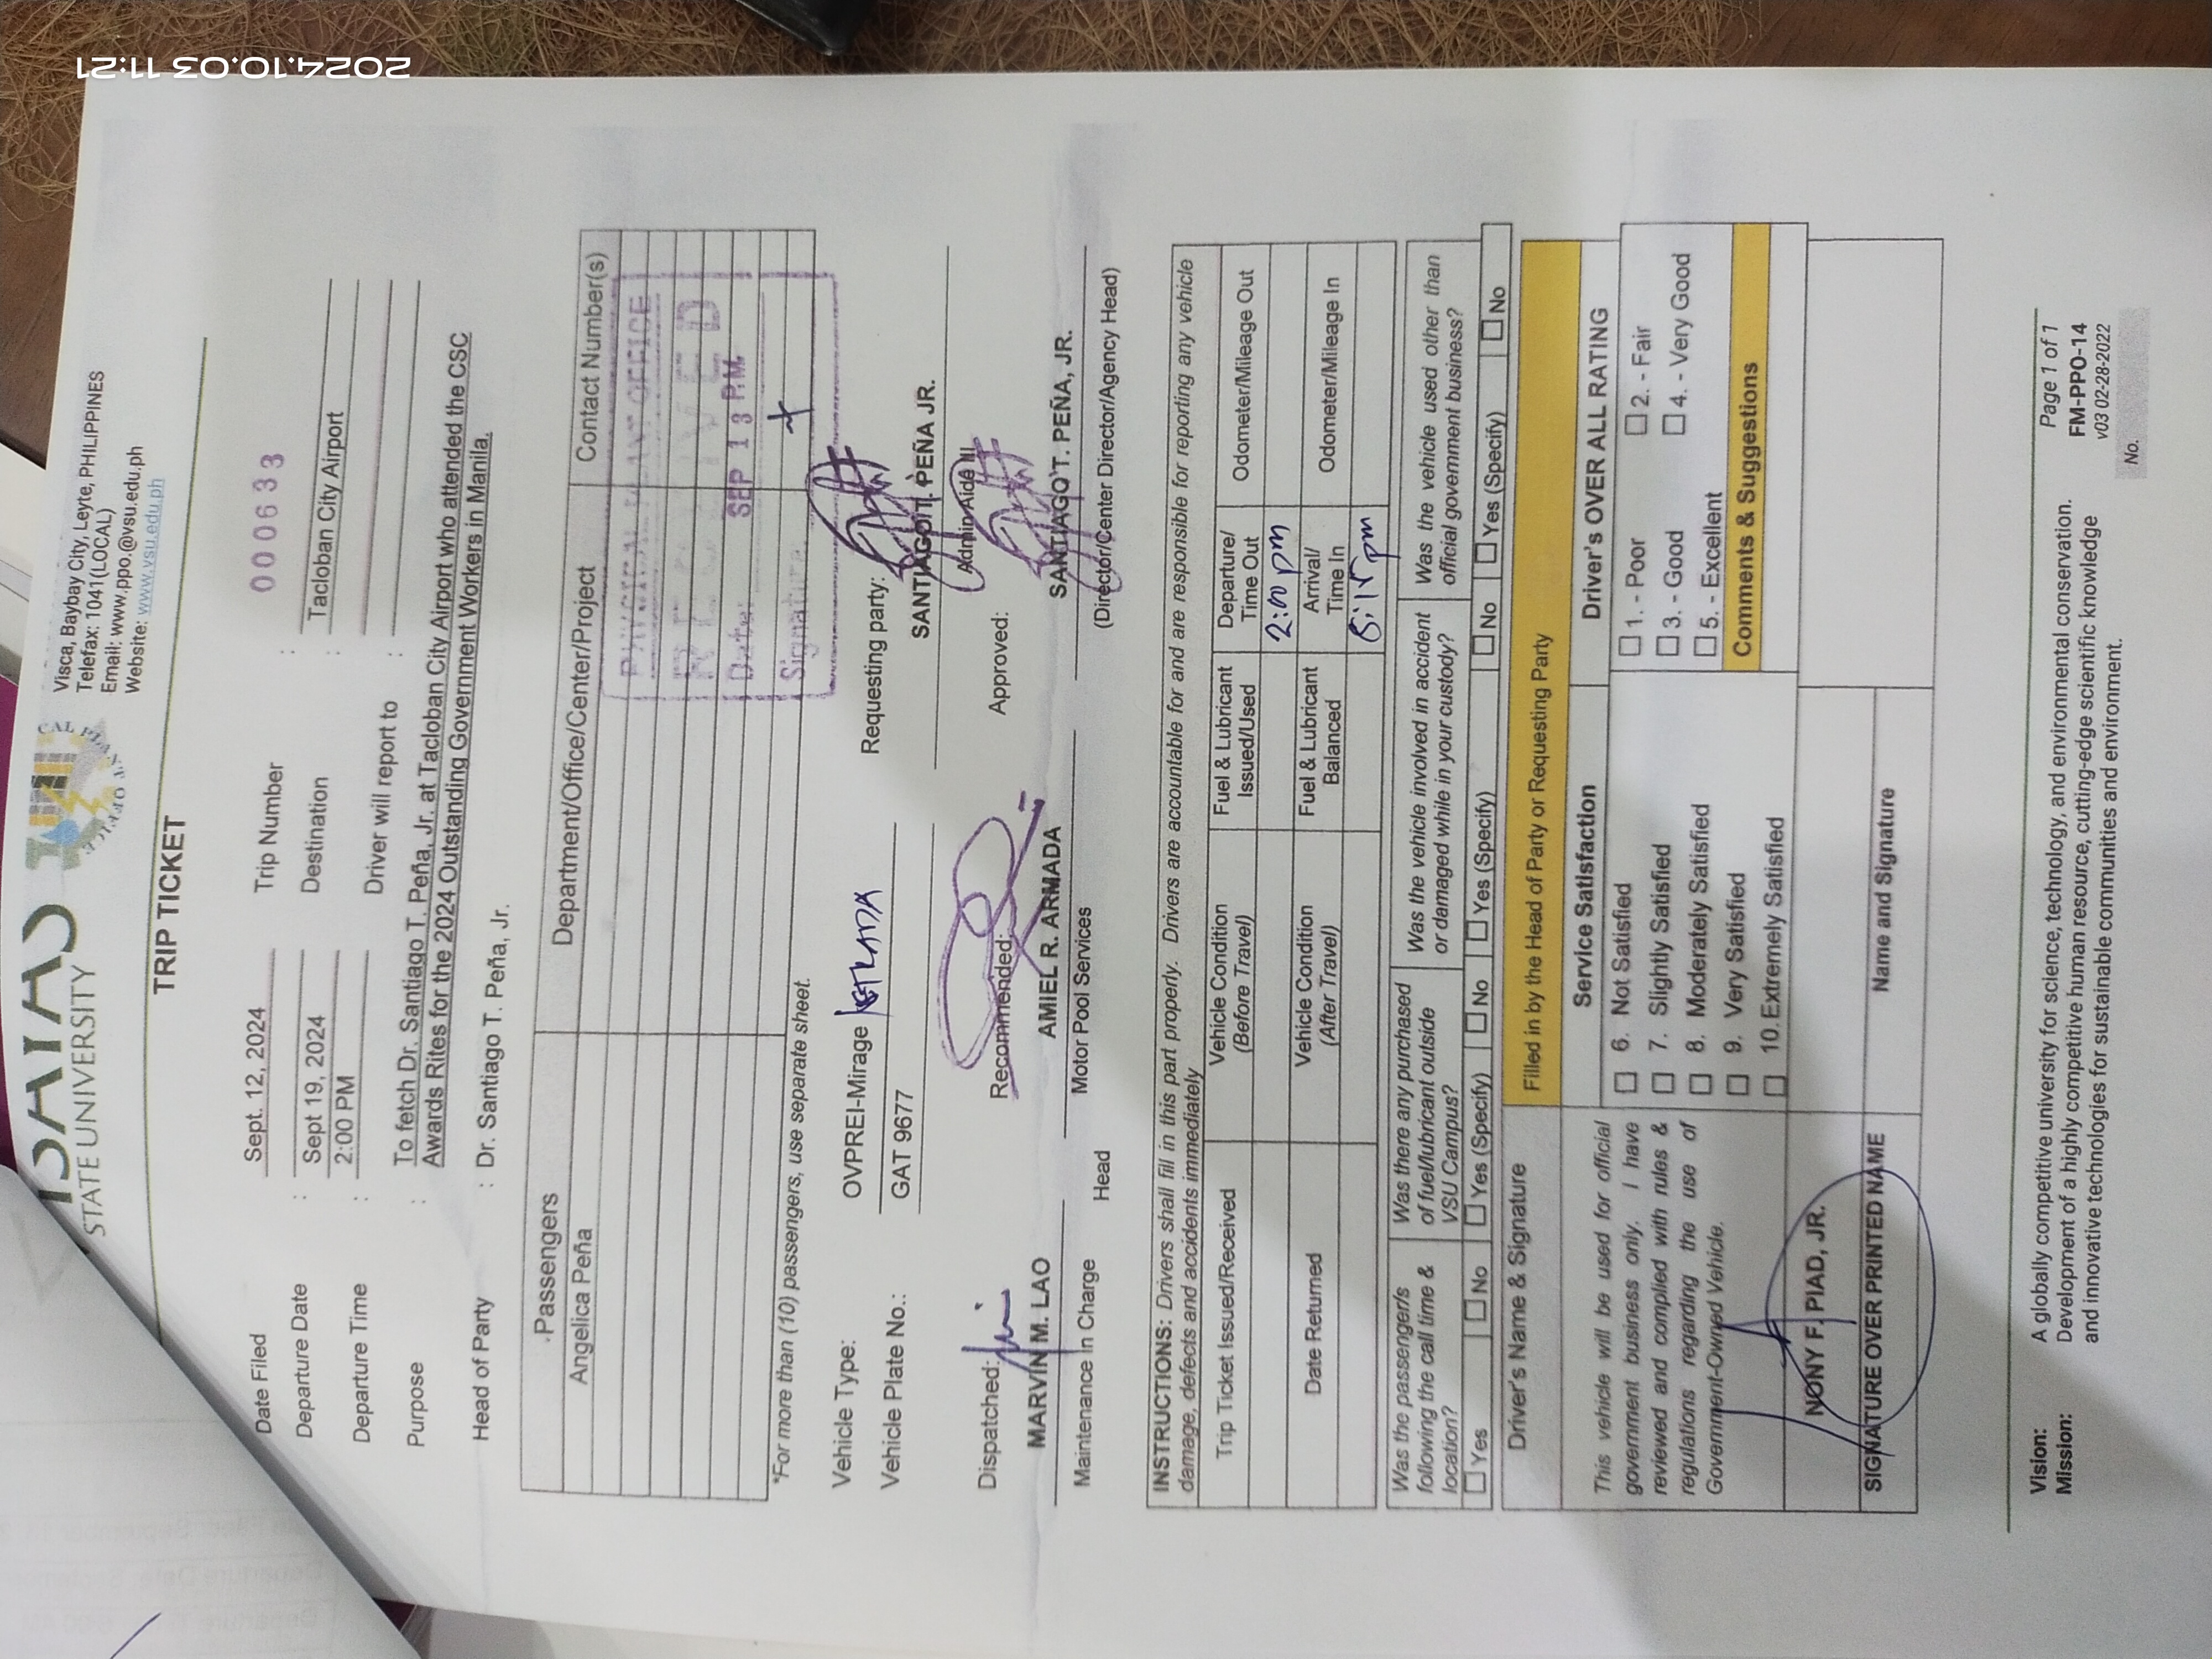 STATE UNIVERSITY
Visca, Baybay City, Leyte, PHILIPPINES
Telefax: 1041(LOCAL)
Email: www.ppo.@vsu.edu.ph
Website: www.vsu.edu.ph
TRIP TICKET
Date Filed Sept. 12, 2024 Trip Number : 000633
Departure Date : Sept 19, 2024 Destination : Tacloban City Airport
Departure Time : 2:00 PM
Driver will report to :
Purpose : To fetch Dr. Santiago T. Peña, Jr. at Tacloban City Airport who attended the CSC
Awards Rites for the 2024 Outstanding Government Workers in Manila.
Head of Party : Dr. Santiago T. Peña, Jr.
Passengers Department/Office/Center/Project Contact Number(s)
Angelica Peña
PHYSICAL PLANT OFFICE
RECEIVED
Date: SEP 13 P.M.
Signature
*For more than (10) passengers, use separate sheet.
Vehicle Type: OVPREI-Mirage
Requesting party:
Vehicle Plate No.: GAT 9677
SANTIAGO T. PEÑA JR.
Admin Aide III
Dispatched: Recommended: Approved:
MARVIN M. LAO AMIEL R. ARMADA SANTIAGO T. PEÑA, JR.
Maintenance In Charge Motor Pool Services (Director/Center Director/Agency Head)
Head
INSTRUCTIONS: Drivers shall fill in this part properly. Drivers are accountable for and are responsible for reporting any vehicle
damage, defects and accidents immediately
Trip Ticket Issued/Received Vehicle Condition (Before Travel) Fuel & Lubricant Issued/Used Departure/ Time Out Odometer/Mileage Out
2:00 pm
Date Returned Vehicle Condition (After Travel) Fuel & Lubricant Balanced Arrival/ Time In Odometer/Mileage In
Was the passenger/s
following the call time &
location?
Was there any purchased
of fuel/lubricant outside
VSU Campus?
Was the vehicle involved in accident
or damaged while in your custody?
Was the vehicle used other than
official government business?
Yes No Yes (Specify) No Yes (Specify) No Yes (Specify) No
Driver's Name & Signature Filled in by the Head of Party or Requesting Party
This vehicle will be used for official
government business only. I have
reviewed and complied with rules &
regulations regarding the use of
Government-Owned Vehicle.
Service Satisfaction
6. Not Satisfied
7. Slightly Satisfied
8. Moderately Satisfied
9. Very Satisfied
10. Extremely Satisfied
Driver's OVER ALL RATING
1. - Poor 2. - Fair
3. - Good 4. - Very Good
5. - Excellent
Comments & Suggestions
NONY F. PIAD, JR.
SIGNATURE OVER PRINTED NAME Name and Signature
Vision: A globally competitive university for science, technology, and environmental conservation.
Mission: Development of a highly competitive human resource, cutting-edge scientific knowledge
and innovative technologies for sustainable communities and environment.
Page 1 of 1
FM-PPO-14
v03 02-28-2022
No.
2024.10.03 11:21